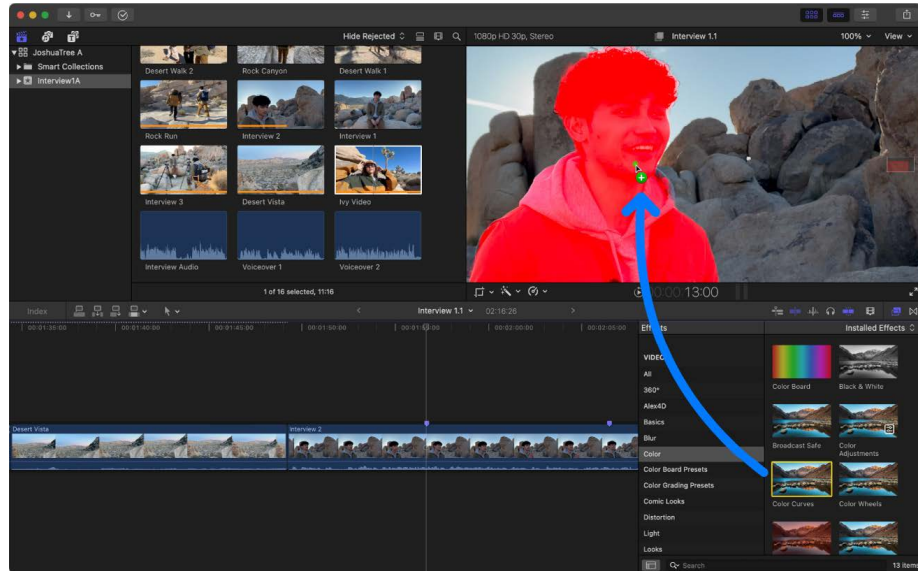 Hide Rejected
1080p HD 30p, Stereo
Interview 1.1
100%
View
JoshuaTree A
Smart Collections
Interview1A
Desert Walk 2
Rock Canyon
Desert Walk 1
Rock Run
Interview 2
Interview 1
Interview 3
Desert Vista
Ivy Video
Interview Audio
Voiceover 1
Voiceover 2
1 of 16 selected, 11:16
00:00 13:00
Index
Interview 1.1
02:16:26
00:01:35:00
00:01:40:00
00:01:45:00
00:01:50:00
00:02:00:00
00:02:05:00
Installed Effects
VIDEO
All
360°
Alex4D
Basics
Blur
Color
Color Board Presets
Color Grading Presets
Comic Looks
Distortion
Light
Looks
Color Board
Black & White
Broadcast Safe
Color
Adjustments
Color Curves
Color Wheels
Desert Vista
Interview 2
Search
13 items